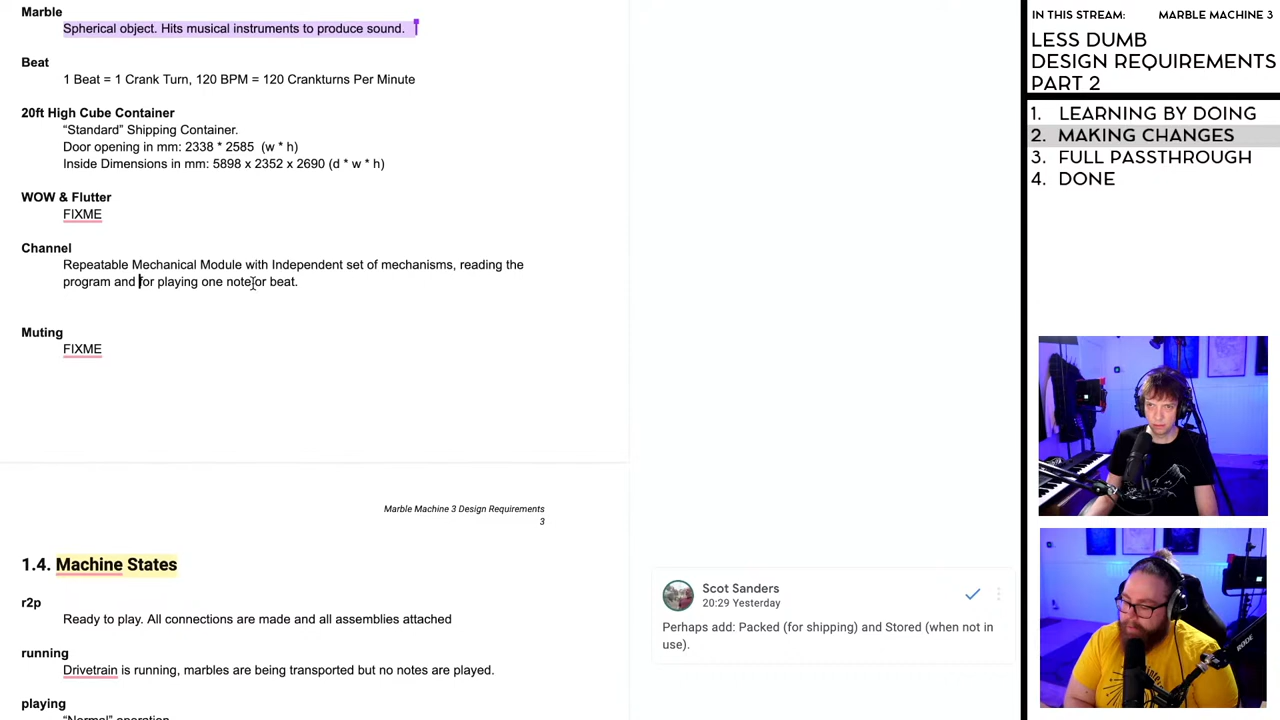 Marble
Spherical object. Hits musical instruments to produce sound.
Beat
1 Beat = 1 Crank Turn, 120 BPM = 120 Crankturns Per Minute
20ft High Cube Container
“Standard” Shipping Container.
Door opening in mm: 2338 * 2585 (w * h)
Inside Dimensions in mm: 5898 x 2352 x 2690 (d * w * h)
WOW & Flutter
FIXME
Channel
Repeatable Mechanical Module with Independent set of mechanisms, reading the
program and for playing one note or beat.
Muting
FIXME
Marble Machine 3 Design Requirements
3
1.4. Machine States
r2p
Ready to play. All connections are made and all assemblies attached
running
Drivetrain is running, marbles are being transported but no notes are played.
playing
“Normal” operation
Scot Sanders
20:29 Yesterday
Perhaps add: Packed (for shipping) and Stored (when not in
use).
IN THIS STREAM: MARBLE MACHINE 3
LESS DUMB
DESIGN REQUIREMENTS
PART 2
1. LEARNING BY DOING
2. MAKING CHANGES
3. FULL PASSTHROUGH
4. DONE
RODE